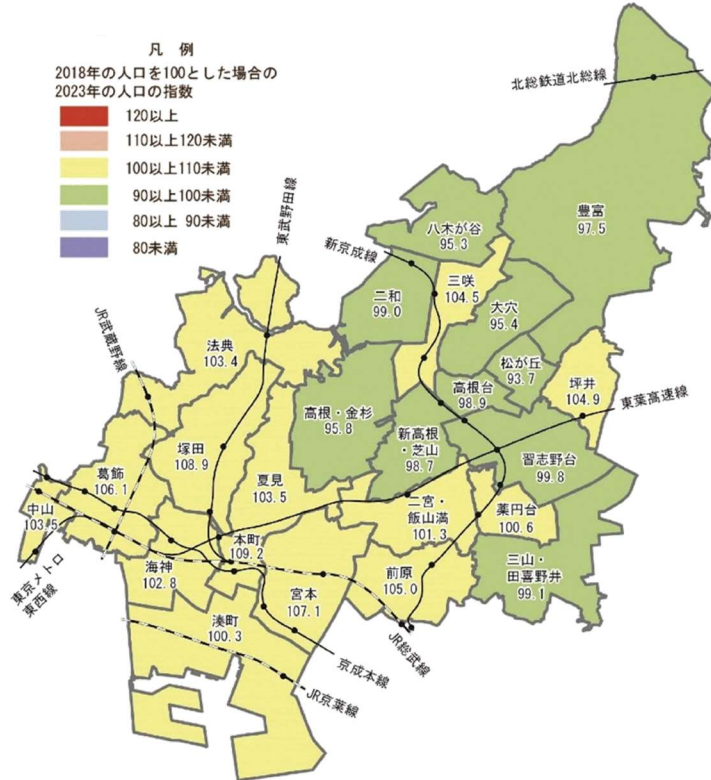 凡 例
2018年の人口を100とした場合の
2023年の人口の指数
120以上
110以上120未満
100以上110未満
90以上100未満
80以上 90未満
80未満
北総鉄道北総線
東武野田線
新京成線
八木が谷
95.3
豊富
97.5
三咲
104.5
二和
99.0
大穴
95.4
JR武蔵野線
法典
103.4
松が丘
93.7
坪井
104.9
高根台
98.9
東葉高速線
高根・金杉
95.8
新高根
・芝山
98.7
塚田
108.9
習志野台
99.8
葛飾
106.1
夏見
103.5
中山
103.5
二宮・
飯山満
101.3
薬円台
100.6
本町
109.2
海神
102.8
前原
105.0
三山・
田喜野井
99.1
東京メトロ
東西線
宮本
107.1
湊町
100.3
JR総武線
京成本線
JR京葉線